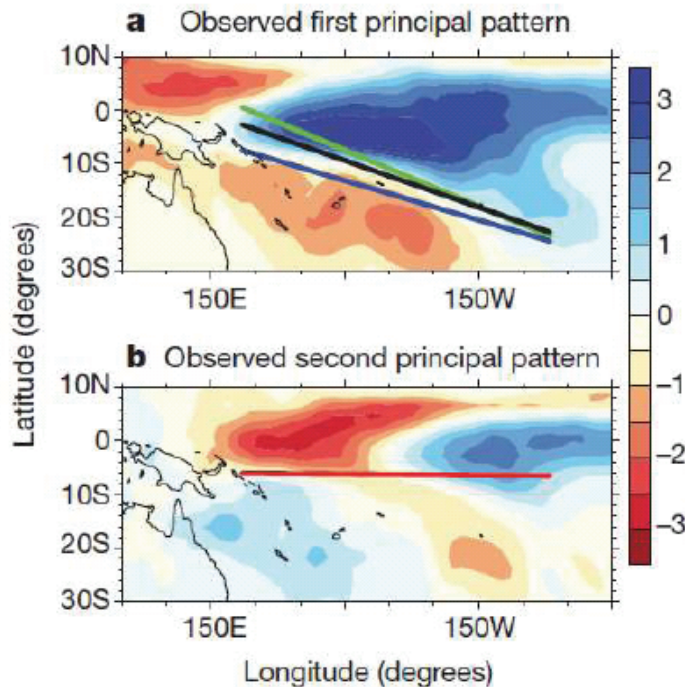 a Observed first principal pattern
10N
0
10S
20S
30S
150E
150W
3
2
1
0
−1
−2
−3
Latitude (degrees)
b Observed second principal pattern
10N
0
10S
20S
30S
150E
150W
Longitude (degrees)